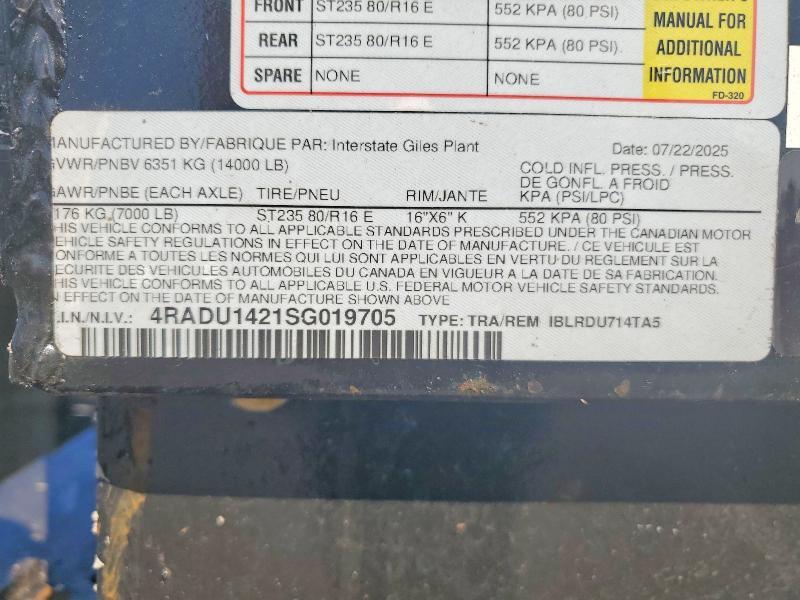 FRONT ST235 80/R16 E 552 KPA (80 PSI)
REAR ST235 80/R16 E 552 KPA (80 PSI).
SPARE NONE NONE
MANUAL FOR
ADDITIONAL
INFORMATION
FD-320
MANUFACTURED BY/FABRIQUE PAR: Interstate Giles Plant Date: 07/22/2025
GVWR/PNBV 6351 KG (14000 LB)
COLD INFL. PRESS. / PRESS.
DE GONFL. A FROID
GAWR/PNBE (EACH AXLE) TIRE/PNEU RIM/JANTE KPA (PSI/LPC)
176 KG (7000 LB) ST235 80/R16 E 16"X6" K 552 KPA (80 PSI)
HIS VEHICLE CONFORMS TO ALL APPLICABLE STANDARDS PRESCRIBED UNDER THE CANADIAN MOTOR
EHICLE SAFETY REGULATIONS IN EFFECT ON THE DATE OF MANUFACTURE. / CE VEHICULE EST
ONFORME A TOUTES LES NORMES QUI LUI SONT APPLICABLES EN VERTU DU REGLEMENT SUR LA
ECURITE DES VEHICULES AUTOMOBILES DU CANADA EN VIGUEUR A LA DATE DE SA FABRICATION.
HIS VEHICLE CONFORMS TO ALL APPLICABLE U.S. FEDERAL MOTOR VEHICLE SAFETY STANDARDS
N EFFECT ON THE DATE OF MANUFACTURE SHOWN ABOVE
.I.N./N.I.V.: 4RADU1421SG019705 TYPE: TRA/REM IBLRDU714TA5